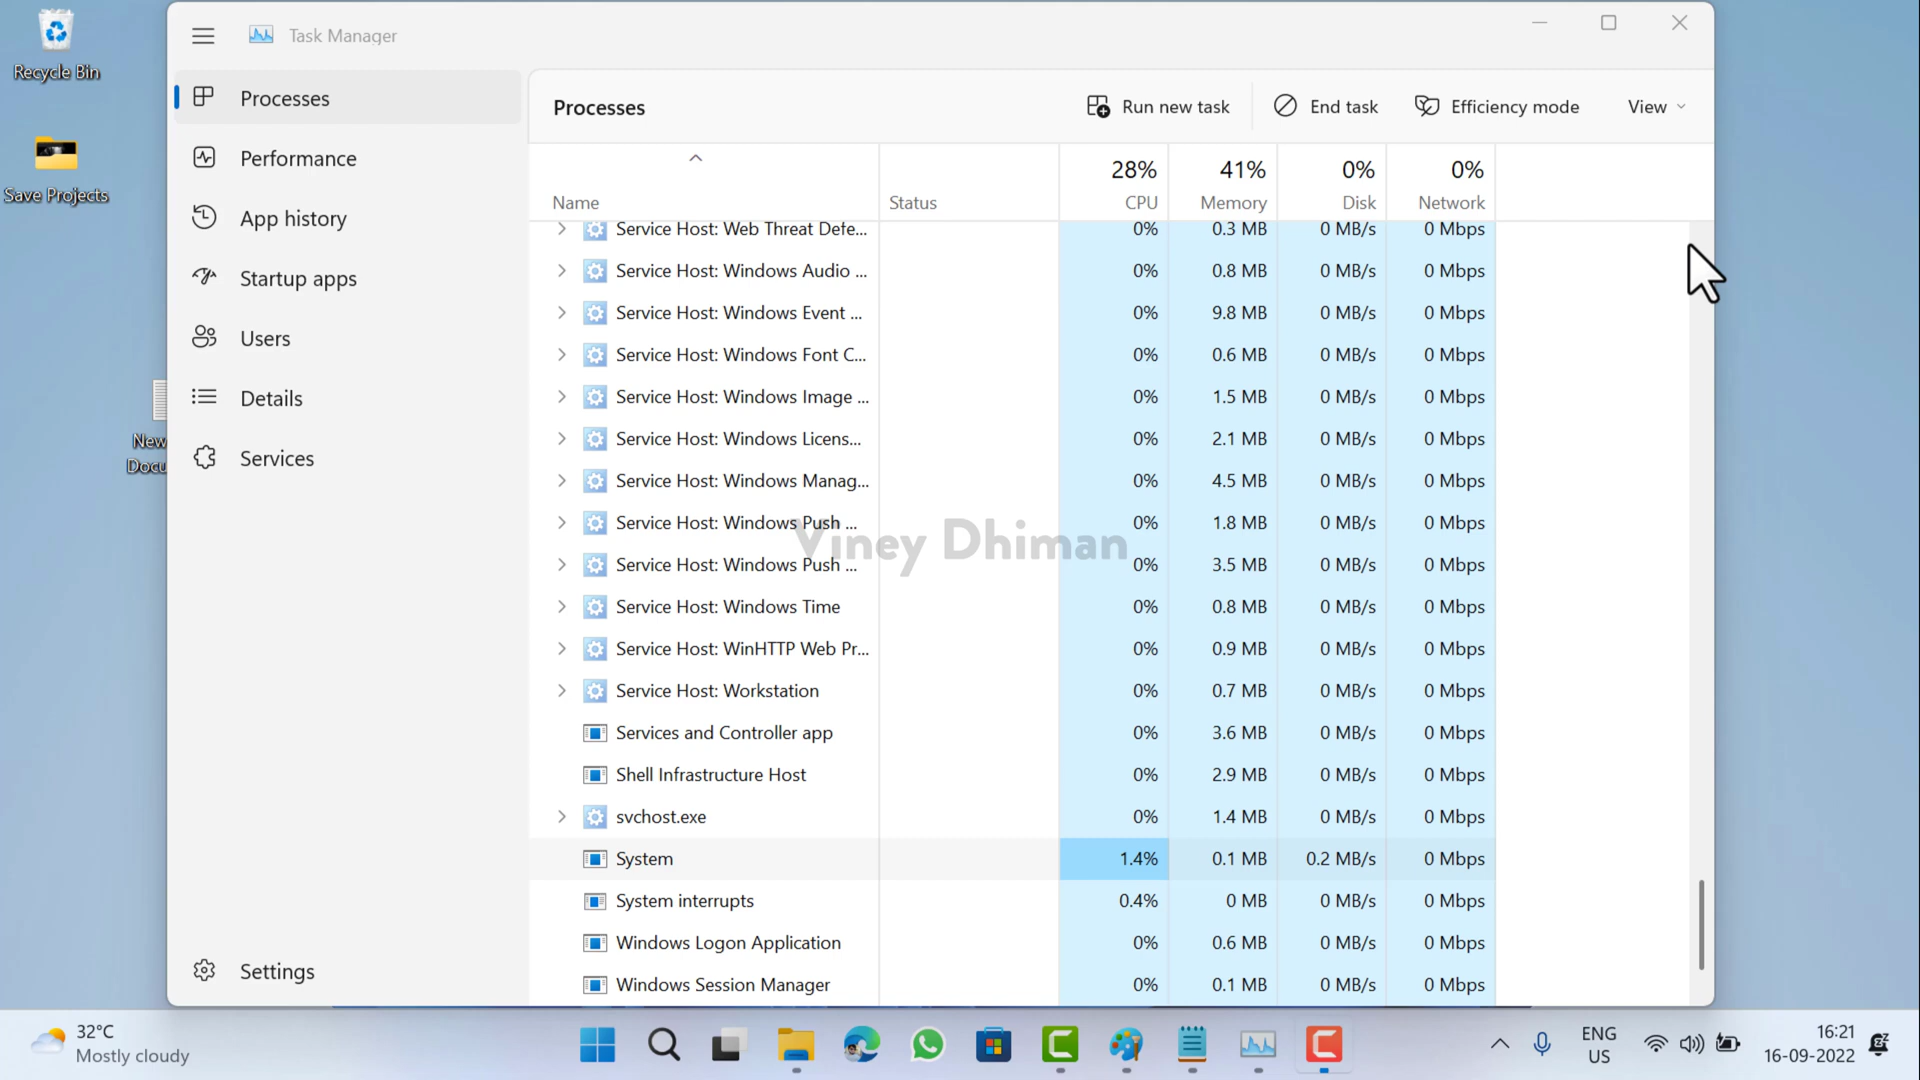 Recycle Bin
Save Projects
New
Docu
Task Manager
Processes
Performance
App history
Startup apps
Users
Details
Services
Settings
Processes
Run new task
End task
Efficiency mode
View
28% 41% 0% 0%
Name Status CPU Memory Disk Network
Service Host: Web Threat Defe... 0% 0.3 MB 0 MB/s 0 Mbps
Service Host: Windows Audio ... 0% 0.8 MB 0 MB/s 0 Mbps
Service Host: Windows Event ... 0% 9.8 MB 0 MB/s 0 Mbps
Service Host: Windows Font C... 0% 0.6 MB 0 MB/s 0 Mbps
Service Host: Windows Image ... 0% 1.5 MB 0 MB/s 0 Mbps
Service Host: Windows Licens... 0% 2.1 MB 0 MB/s 0 Mbps
Service Host: Windows Manag... 0% 4.5 MB 0 MB/s 0 Mbps
Service Host: Windows Push ... 0% 1.8 MB 0 MB/s 0 Mbps
Viney Dhiman
Service Host: Windows Push ... 0% 3.5 MB 0 MB/s 0 Mbps
Service Host: Windows Time 0% 0.8 MB 0 MB/s 0 Mbps
Service Host: WinHTTP Web Pr... 0% 0.9 MB 0 MB/s 0 Mbps
Service Host: Workstation 0% 0.7 MB 0 MB/s 0 Mbps
Services and Controller app 0% 3.6 MB 0 MB/s 0 Mbps
Shell Infrastructure Host 0% 2.9 MB 0 MB/s 0 Mbps
svchost.exe 0% 1.4 MB 0 MB/s 0 Mbps
System 1.4% 0.1 MB 0.2 MB/s 0 Mbps
System interrupts 0.4% 0 MB 0 MB/s 0 Mbps
Windows Logon Application 0% 0.6 MB 0 MB/s 0 Mbps
Windows Session Manager 0% 0.1 MB 0 MB/s 0 Mbps
32°C
Mostly cloudy
ENG
US
16:21
16-09-2022